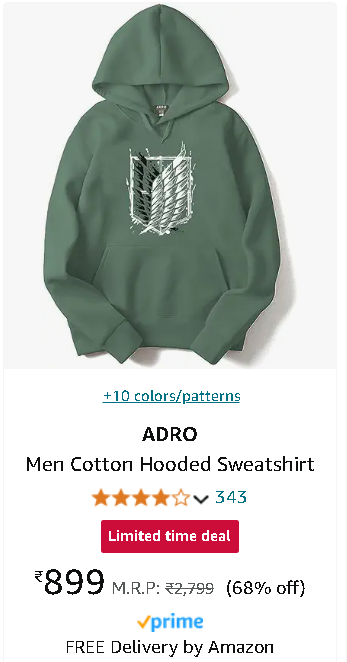 +10 colors/patterns
ADRO
Men Cotton Hooded Sweatshirt
343
Limited time deal
₹899 M.R.P: ₹2,799 (68% off)
prime
FREE Delivery by Amazon